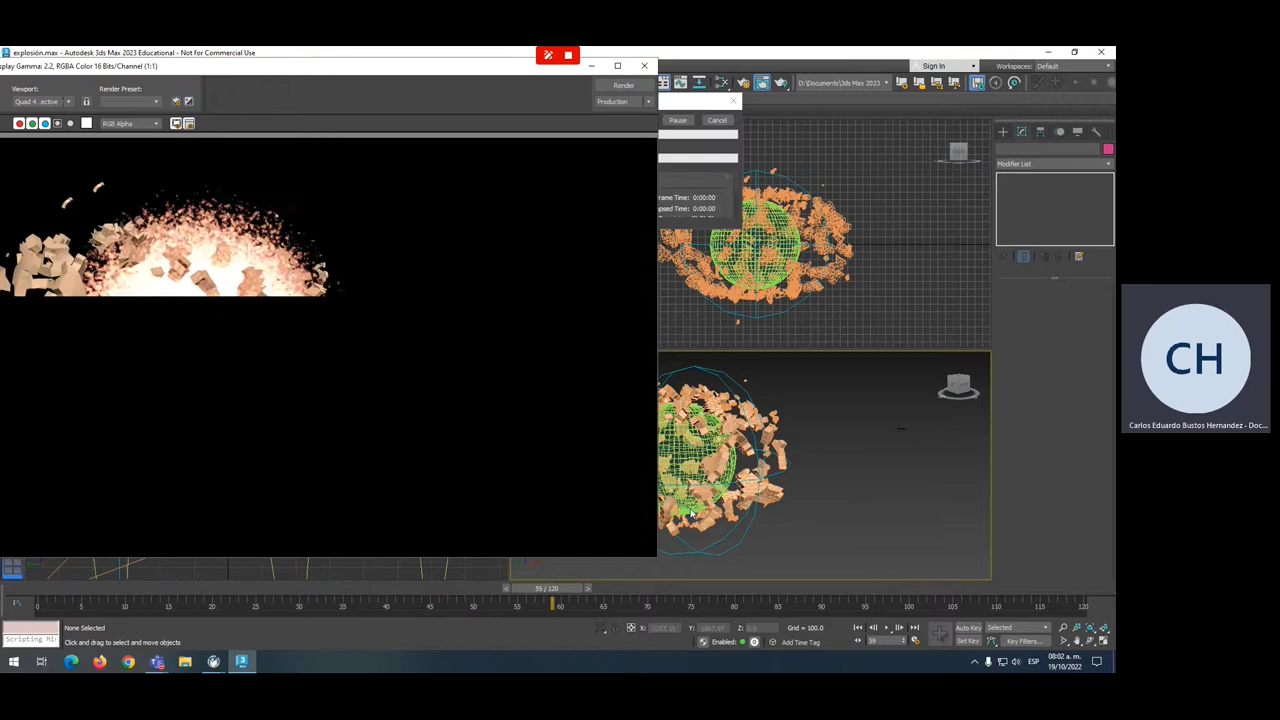 explosión.max - Autodesk 3ds Max 2023 Educational - Not for Commercial Use
splay Gamma: 2.2, RGBA Color 16 Bits/Channel (1:1)
Sign In
Workspaces: Default
Viewport:
Render Preset:
Render
Quad 4...ective
Production
D:\Documents\3ds Max 2023
Pause
Cancel
RGB Alpha
Modifier List
rame Time: 0:00:00
psed Time: 0:00:00
CH
Carlos Eduardo Bustos Hernandez - Doc...
59 / 120
0 5 10 15 20 25 30 35 40 45 50 55 60 65 70 75 80 85 90 95 100 105 110 115 120
None Selected
X:
Y:
Z:
Grid = 100.0
Auto Key
Selected
Scripting Mi
Click and drag to select and move objects
Enabled:
Add Time Tag
59
Set Key
Key Filters...
ESP
08:02 a. m.
19/10/2022